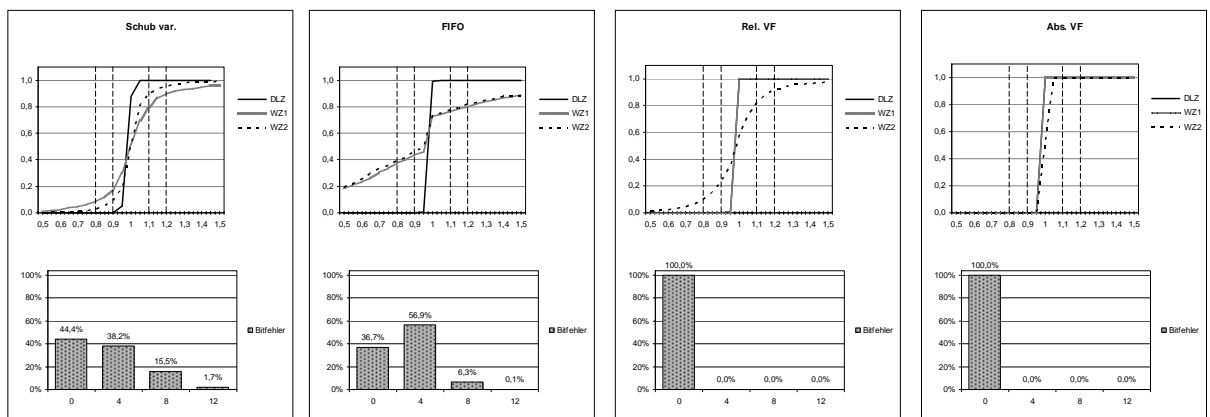 Schub var.
1,0
0,8
0,6
0,4
0,2
0,0
0,5 0,6 0,7 0,8 0,9 1 1,1 1,2 1,3 1,4 1,5
DLZ
WZ1
WZ2
100%
80%
60%
40%
20%
0%
44,4%
38,2%
15,5%
1,7%
0 4 8 12
Bitfehler
FIFO
1,0
0,8
0,6
0,4
0,2
0,0
0,5 0,6 0,7 0,8 0,9 1 1,1 1,2 1,3 1,4 1,5
DLZ
WZ1
WZ2
100%
80%
60%
40%
20%
0%
36,7%
56,9%
6,3%
0,1%
0 4 8 12
Bitfehler
Rel. VF
1,0
0,8
0,6
0,4
0,2
0,0
0,5 0,6 0,7 0,8 0,9 1 1,1 1,2 1,3 1,4 1,5
DLZ
WZ1
WZ2
100%
80%
60%
40%
20%
0%
100,0%
0,0%
0,0%
0,0%
0 4 8 12
Bitfehler
Abs. VF
1,0
0,8
0,6
0,4
0,2
0,0
0,5 0,6 0,7 0,8 0,9 1 1,1 1,2 1,3 1,4 1,5
DLZ
WZ1
WZ2
100%
80%
60%
40%
20%
0%
100,0%
0,0%
0,0%
0,0%
0 4 8 12
Bitfehler